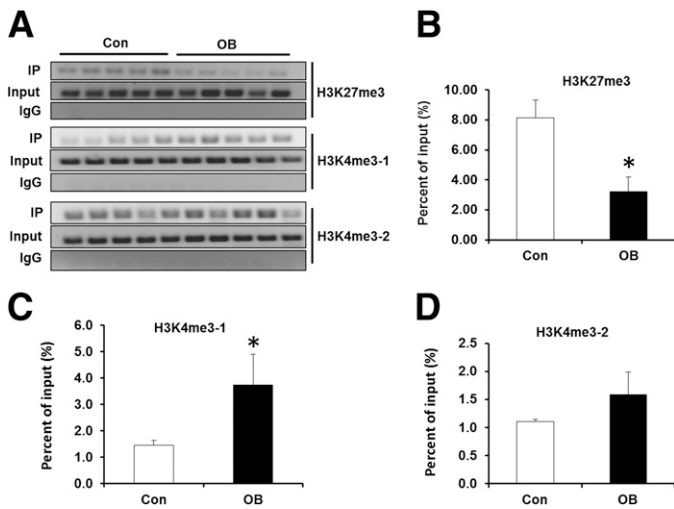 A
Con OB
IP
Input
IgG
H3K27me3
IP
Input
IgG
H3K4me3-1
IP
Input
IgG
H3K4me3-2
B
H3K27me3
Percent of Input (%)
10.00
8.00
6.00
4.00
2.00
0.00
*
Con OB
C
H3K4me3-1
Percent of input (%)
6.0
5.0
4.0
3.0
2.0
1.0
0.0
*
Con OB
D
H3K4me3-2
Percent of input (%)
2.5
2.0
1.5
1.0
0.5
0.0
Con OB